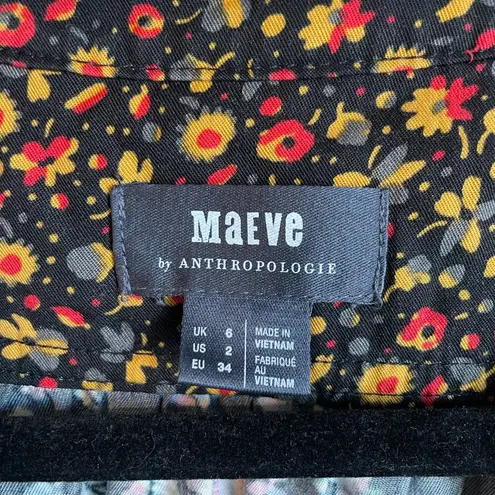 MaEve
by ANTHROPOLOGIE
UK 6
US 2
EU 34
MADE IN
VIETNAM
FABRIQUÉ
AU
VIETNAM